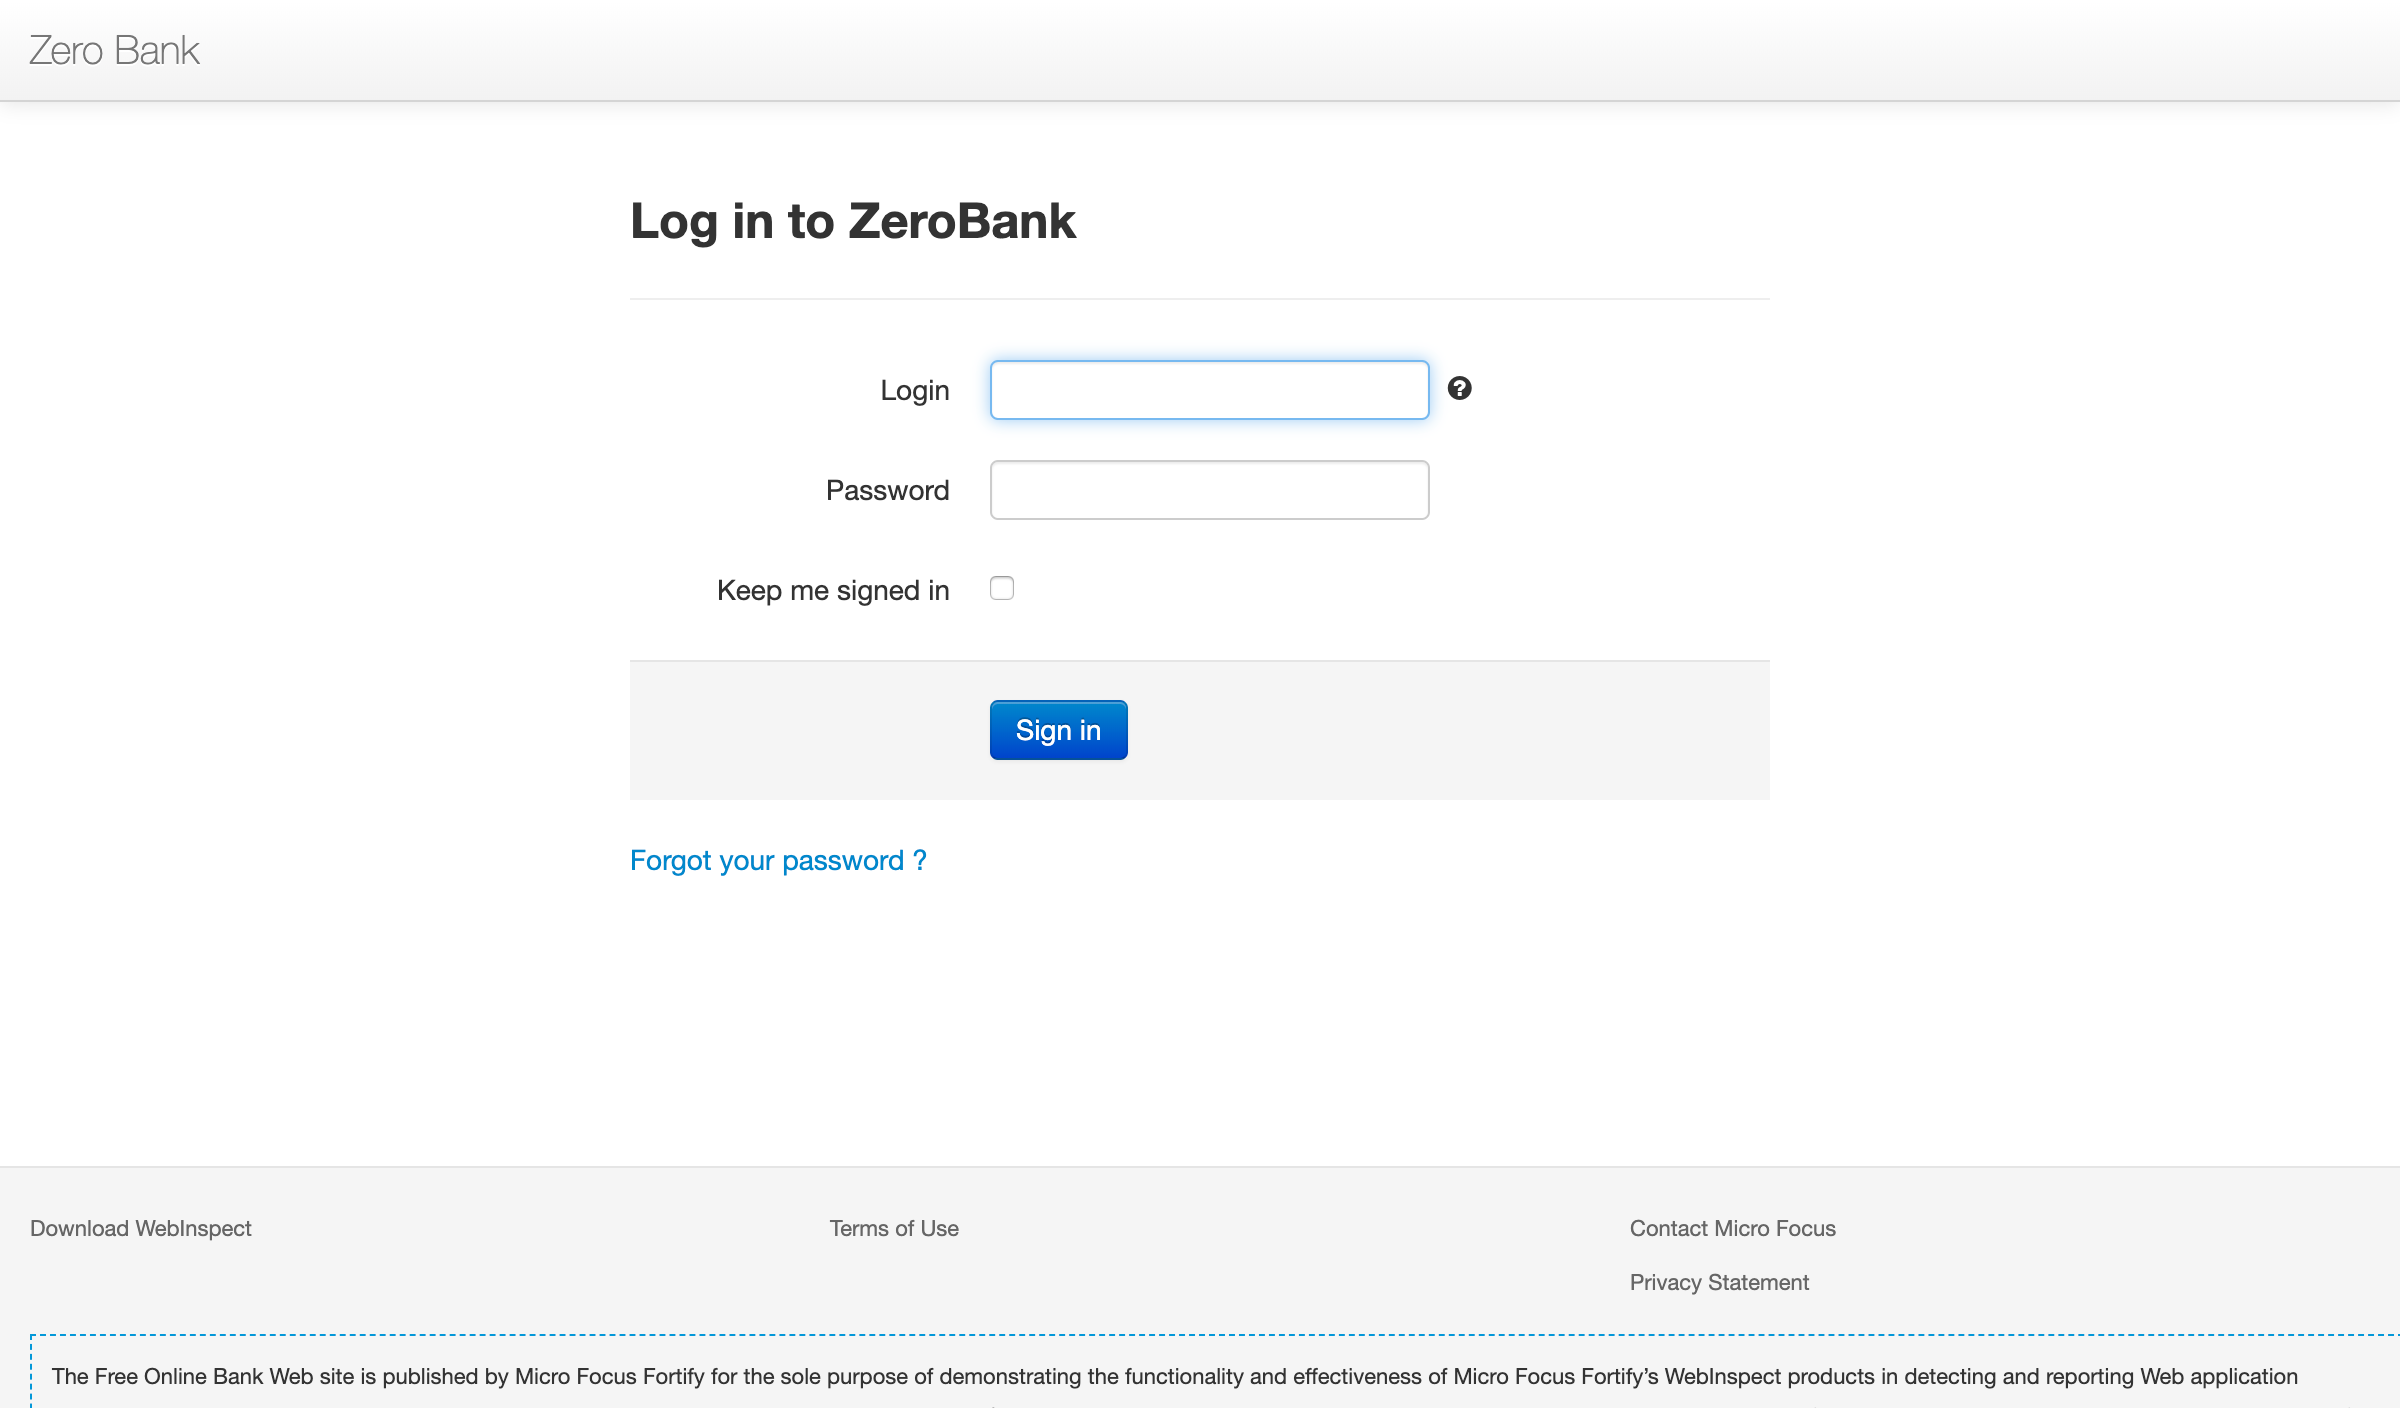 Zero Bank
Log in to ZeroBank
Login
Password
Keep me signed in
Sign in
Forgot your password ?
Download WebInspect
Terms of Use
Contact Micro Focus
Privacy Statement
The Free Online Bank Web site is published by Micro Focus Fortify for the sole purpose of demonstrating the functionality and effectiveness of Micro Focus Fortify’s WebInspect products in detecting and reporting Web application